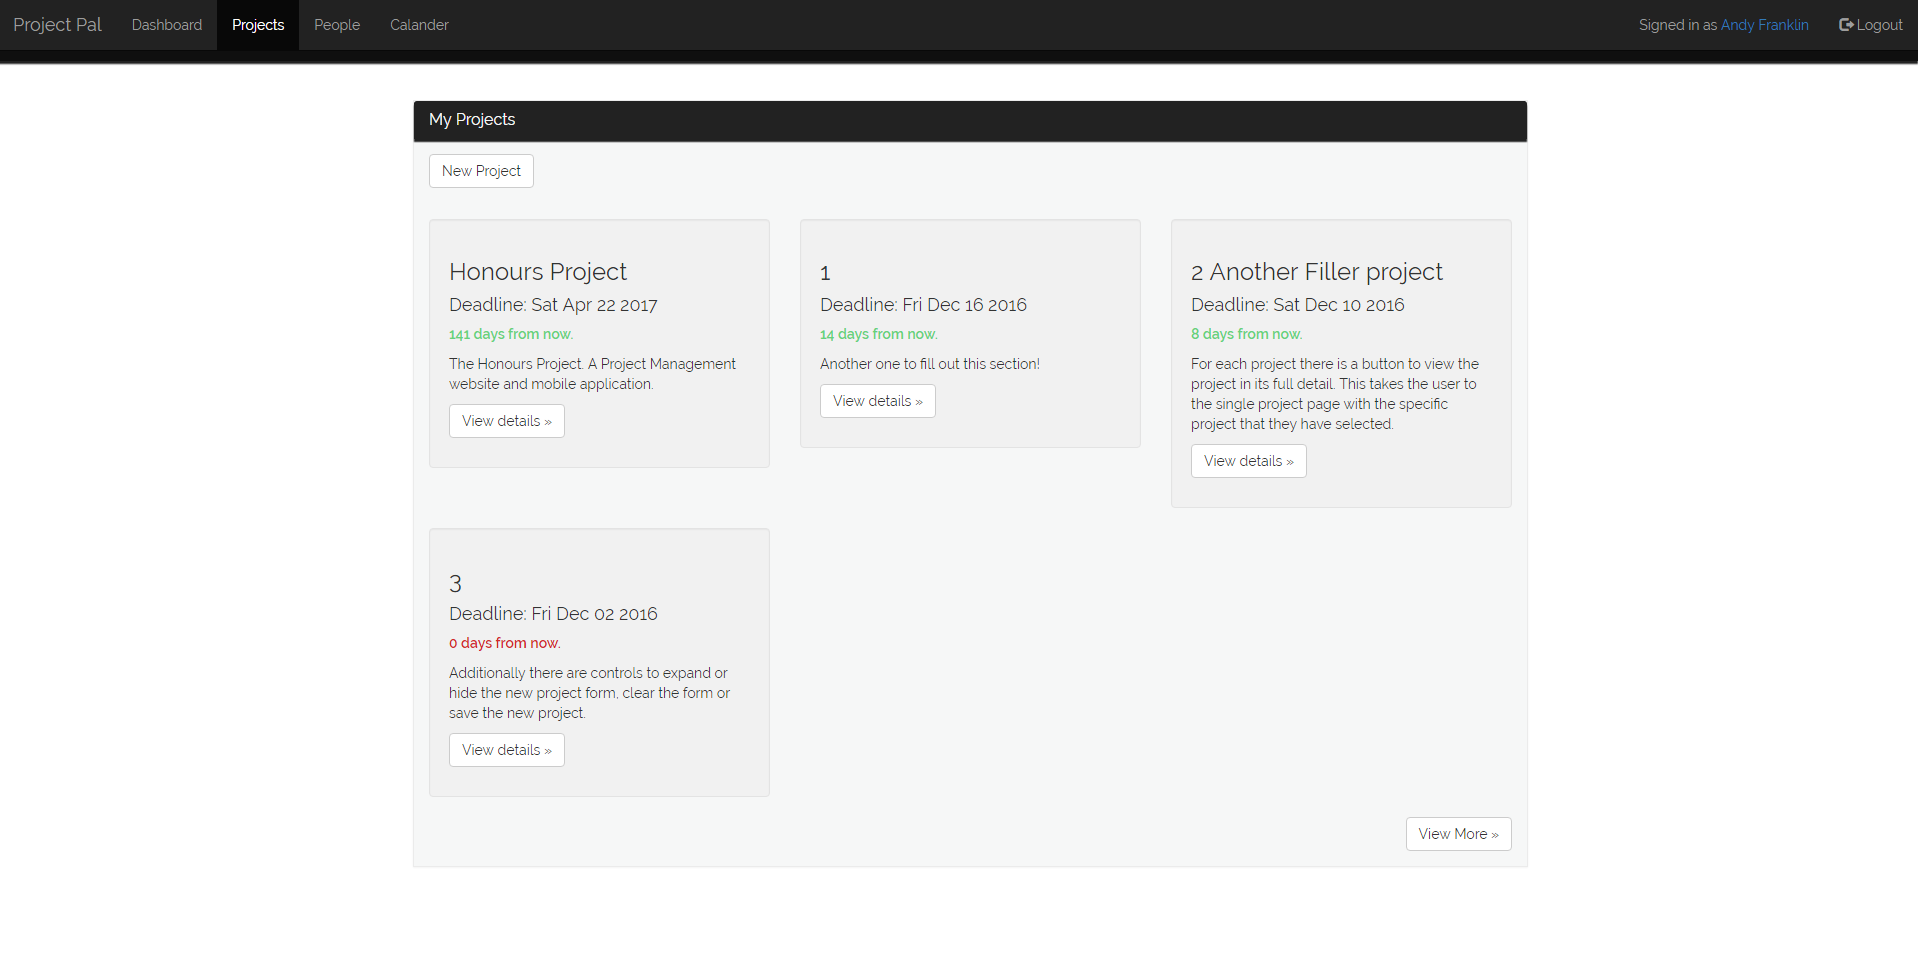 Project Pal Dashboard Projects People Calander Signed in as Andy Franklin Logout
My Projects
New Project
Honours Project
Deadline: Sat Apr 22 2017
141 days from now.
The Honours Project. A Project Management
website and mobile application.
View details »
1
Deadline: Fri Dec 16 2016
14 days from now.
Another one to fill out this section!
View details »
2 Another Filler project
Deadline: Sat Dec 10 2016
8 days from now.
For each project there is a button to view the
project in its full detail. This takes the user to
the single project page with the specific
project that they have selected.
View details »
3
Deadline: Fri Dec 02 2016
0 days from now.
Additionally there are controls to expand or
hide the new project form, clear the form or
save the new project.
View details »
View More »